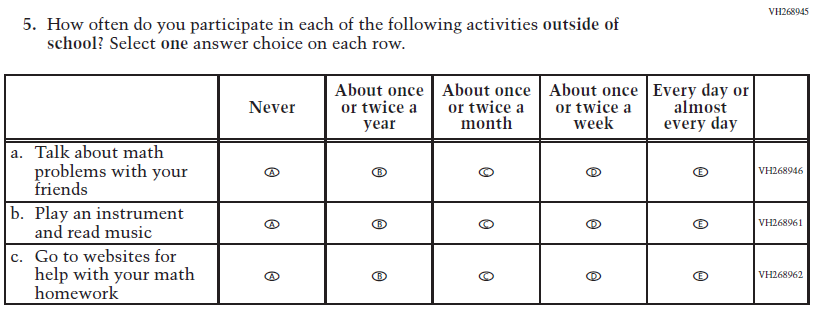 VH268945
5. How often do you participate in each of the following activities outside of
school? Select one answer choice on each row.
Never
About once
or twice a
year
About once
or twice a
month
About once
or twice a
week
Every day or
almost
every day
a. Talk about math
problems with your
friends
A B C D E VH268946
b. Play an instrument
and read music
A B C D E VH268961
c. Go to websites for
help with your math
homework
A B C D E VH268962